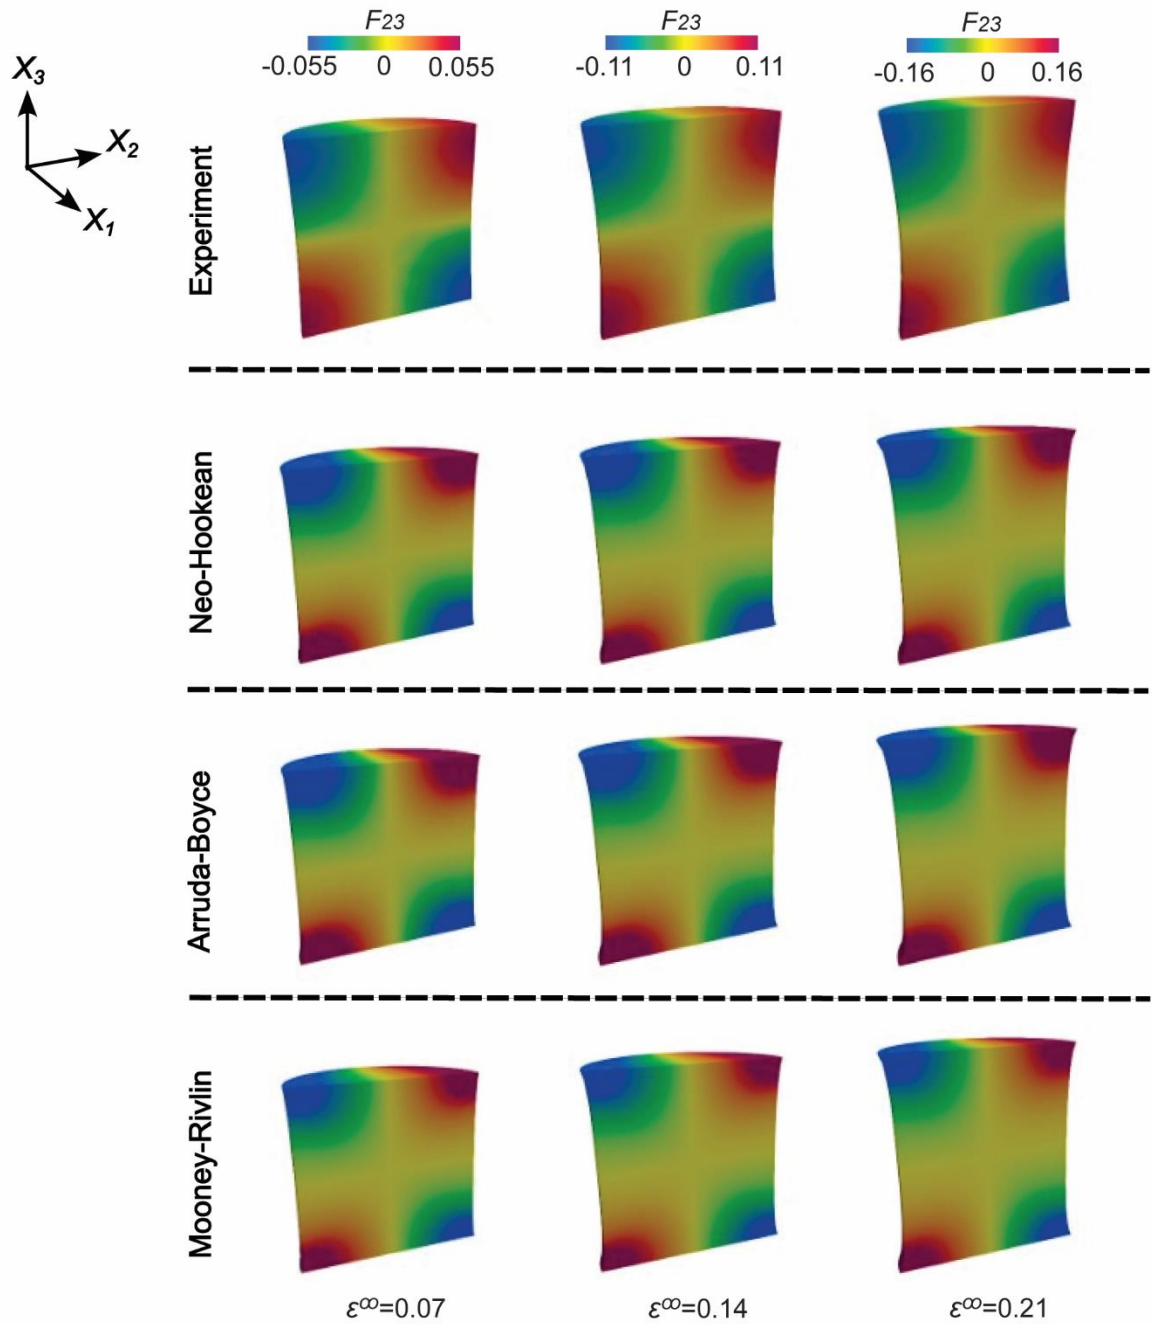 F23 F23 F23
-0.055 0 0.055 -0.11 0 0.11 -0.16 0 0.16
X3
X2
X1
Experiment
Neo-Hookean
Arruda-Boyce
Mooney-Rivlin
ε∞=0.07 ε∞=0.14 ε∞=0.21